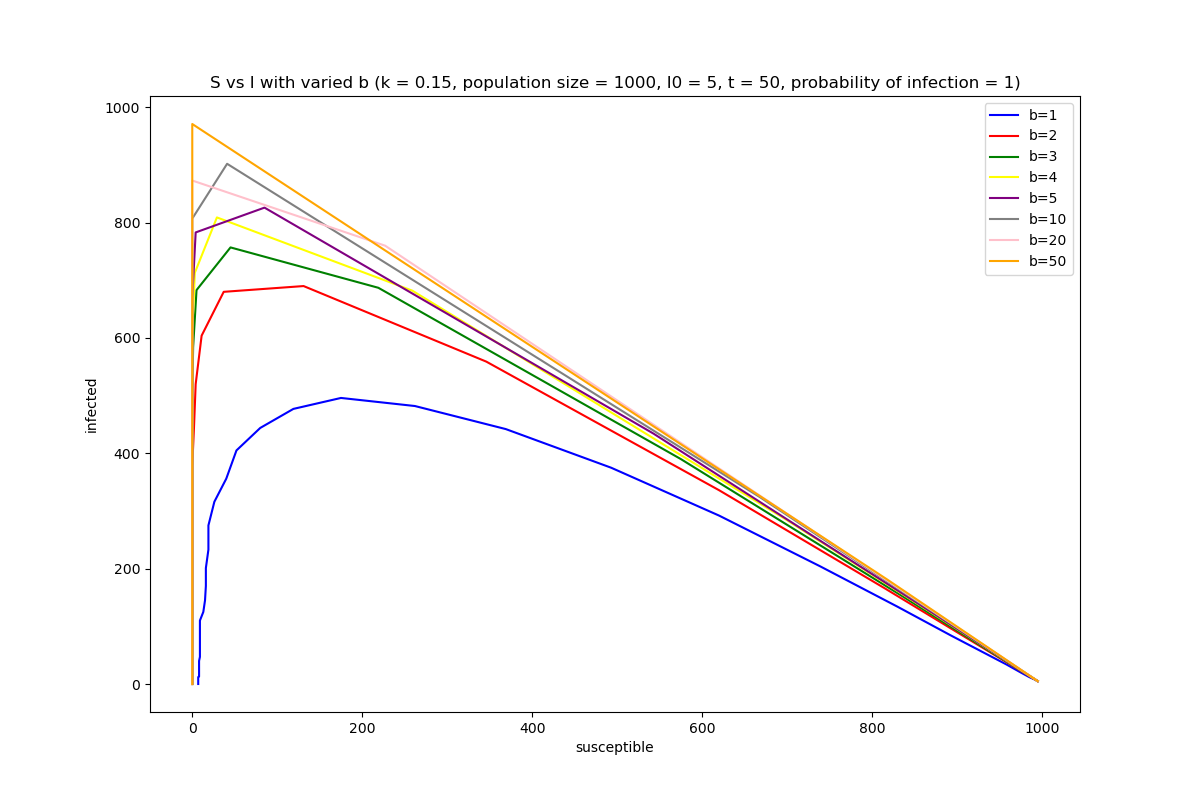 S vs I with varied b (k = 0.15, population size = 1000, I0 = 5, t = 50, probability of infection = 1)
1000
800
600
400
200
0
infected
b=1
b=2
b=3
b=4
b=5
b=10
b=20
b=50
0 200 400 600 800 1000
susceptible